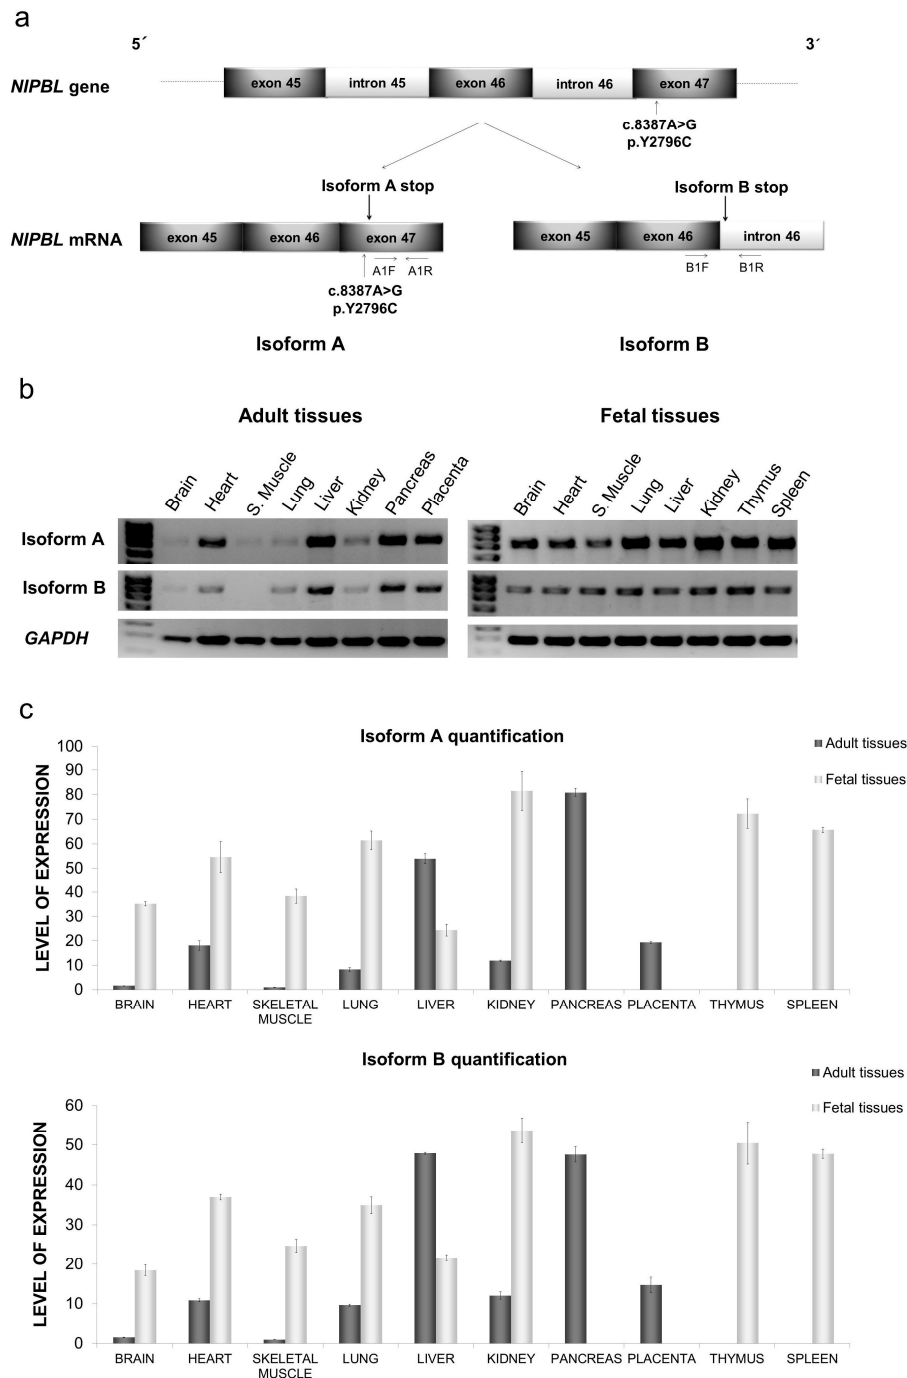 a
5´ 3´
NIPBL gene exon 45 intron 45 exon 46 intron 46 exon 47
c.8387A>G
p.Y2796C
Isoform A stop Isoform B stop
NIPBL mRNA exon 45 exon 46 exon 47 exon 45 exon 46 intron 46
A1F A1R B1F B1R
c.8387A>G
p.Y2796C
Isoform A Isoform B
b
Adult tissues Fetal tissues
Brain Heart S. Muscle Lung Liver Kidney Pancreas Placenta Brain Heart S. Muscle Lung Liver Kidney Thymus Spleen
Isoform A
Isoform B
GAPDH
c
Isoform A quantification
Adult tissues
Fetal tissues
LEVEL OF EXPRESSION
100
90
80
70
60
50
40
30
20
10
0
BRAIN HEART SKELETAL LUNG LIVER KIDNEY PANCREAS PLACENTA THYMUS SPLEEN
MUSCLE
Isoform B quantification
Adult tissues
Fetal tissues
LEVEL OF EXPRESSION
60
50
40
30
20
10
0
BRAIN HEART SKELETAL LUNG LIVER KIDNEY PANCREAS PLACENTA THYMUS SPLEEN
MUSCLE